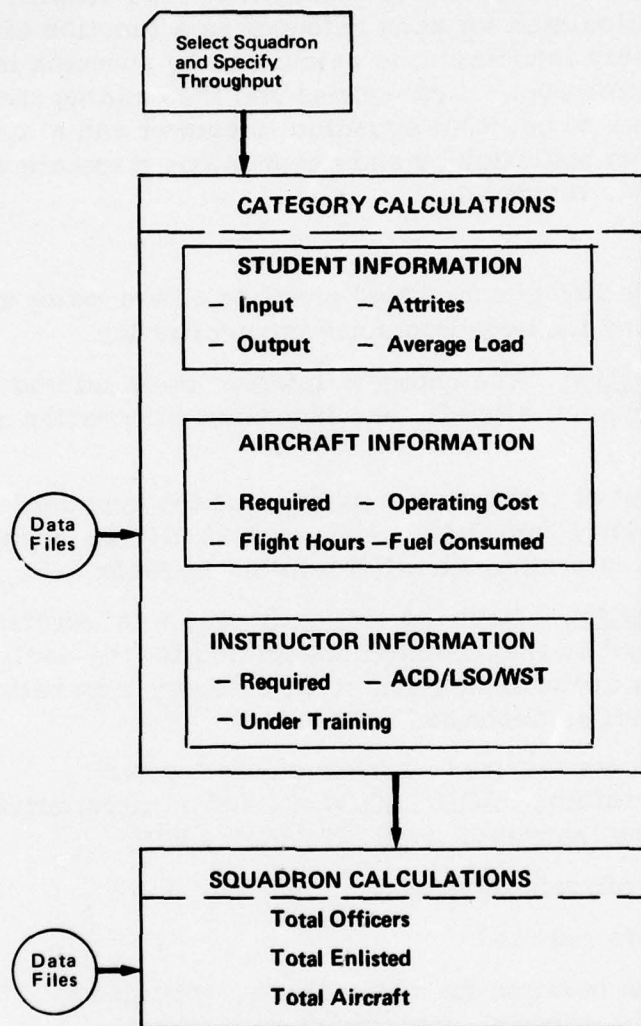 Select Squadron
and Specify
Throughput
CATEGORY CALCULATIONS
STUDENT INFORMATION
– Input – Attrites
– Output – Average Load
AIRCRAFT INFORMATION
– Required – Operating Cost
– Flight Hours – Fuel Consumed
Data
Files
INSTRUCTOR INFORMATION
– Required – ACD/LSO/WST
– Under Training
SQUADRON CALCULATIONS
Total Officers
Total Enlisted
Total Aircraft
Data
Files